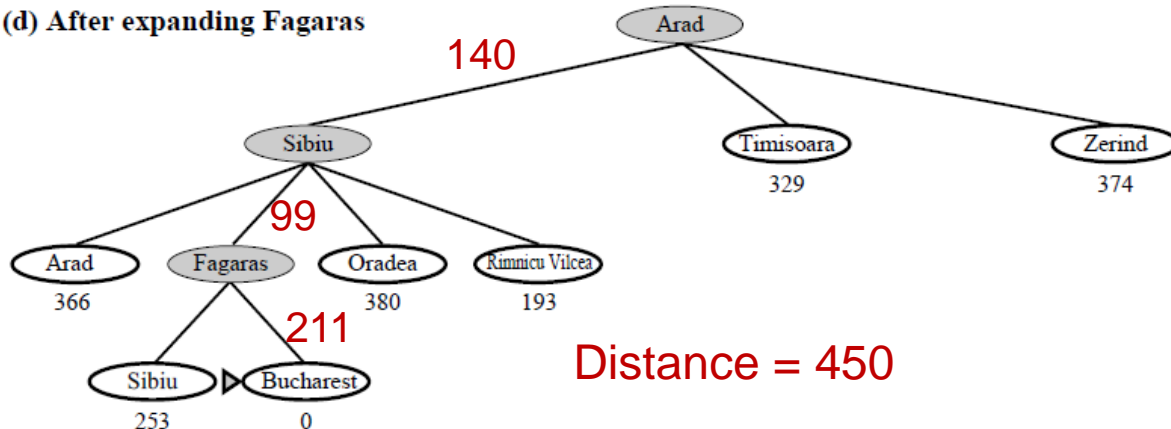 (d) After expanding Fagaras
Arad
140
Sibiu
Timisoara
Zerind
329
374
99
Arad
Fagaras
Oradea
Rimnicu Vilcea
366
380
193
211
Distance = 450
Sibiu
Bucharest
253
0